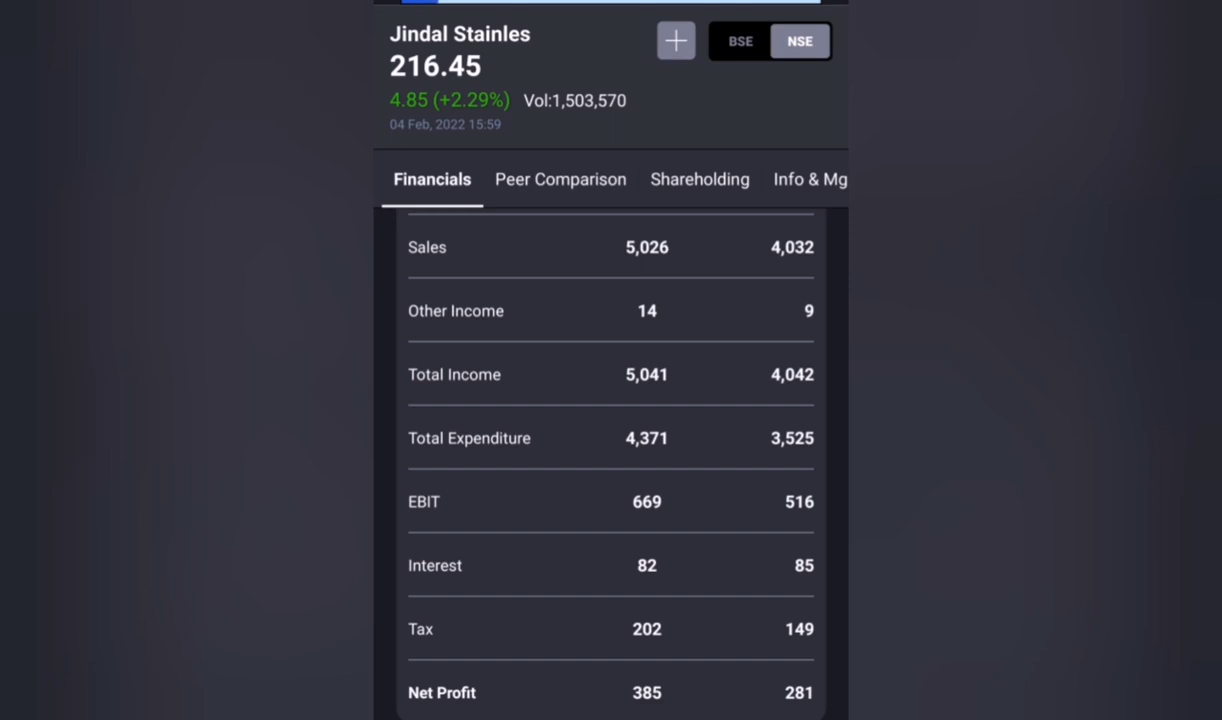 Jindal Stainles
216.45
4.85 (+2.29%) Vol:1,503,570
04 Feb, 2022 15:59
+ BSE NSE
Financials Peer Comparison Shareholding Info & Mg
Sales 5,026 4,032
Other Income 14 9
Total Income 5,041 4,042
Total Expenditure 4,371 3,525
EBIT 669 516
Interest 82 85
Tax 202 149
Net Profit 385 281